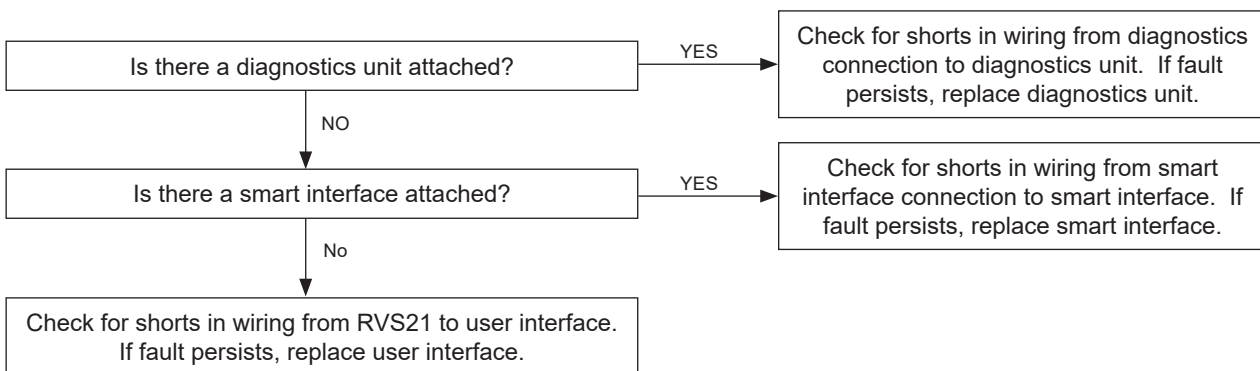 Is there a diagnostics unit attached?
YES
Check for shorts in wiring from diagnostics
connection to diagnostics unit.  If fault
persists, replace diagnostics unit.
NO
Is there a smart interface attached?
YES
Check for shorts in wiring from smart
interface connection to smart interface.  If
fault persists, replace smart interface.
No
Check for shorts in wiring from RVS21 to user interface.
If fault persists, replace user interface.